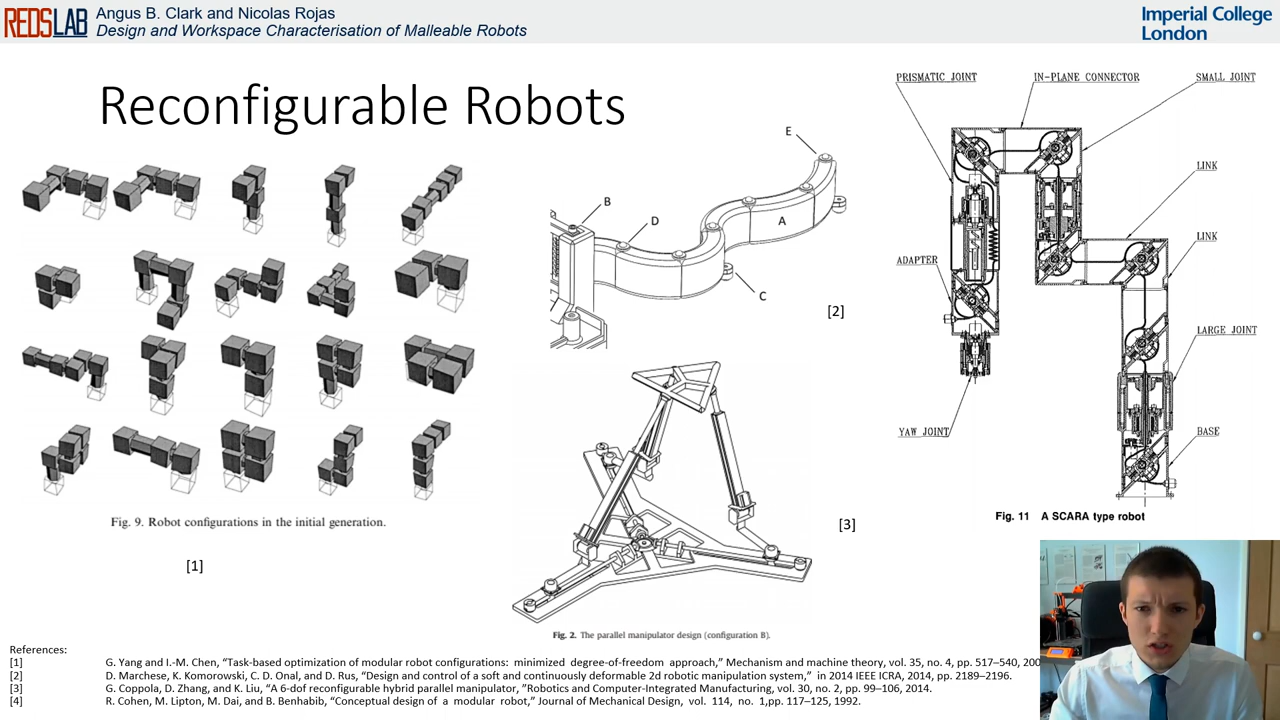 REDSLAB
Angus B. Clark and Nicolas Rojas
Design and Workspace Characterisation of Malleable Robots
Imperial College
London
Reconfigurable Robots
Fig. 9. Robot configurations in the initial generation.
[1]
B
D
E
A
C
[2]
Fig. 2. The parallel manipulator design (configuration B).
[3]
PRISMATIC JOINT
IN-PLANE CONNECTOR
SMALL JOINT
LINK
LINK
ADAPTER
LARGE JOINT
YAW JOINT
BASE
Fig. 11 A SCARA type robot
References:
[1] G. Yang and I.-M. Chen, “Task-based optimization of modular robot configurations: minimized degree-of-freedom approach,” Mechanism and machine theory, vol. 35, no. 4, pp. 517–540,
[2] D. Marchese, K. Komorowski, C. D. Onal, and D. Rus, “Design and control of a soft and continuously deformable 2d robotic manipulation system,” in 2014 IEEE ICRA, 2014, pp. 2189–2196.
[3] G. Coppola, D. Zhang, and K. Liu, “A 6-dof reconfigurable hybrid parallel manipulator, ”Robotics and Computer-Integrated Manufacturing, vol. 30, no. 2, pp. 99–106, 2014.
[4] R. Cohen, M. Lipton, M. Dai, and B. Benhabib, “Conceptual design of a modular robot,” Journal of Mechanical Design, vol. 114, no. 1,pp. 117–125, 1992.